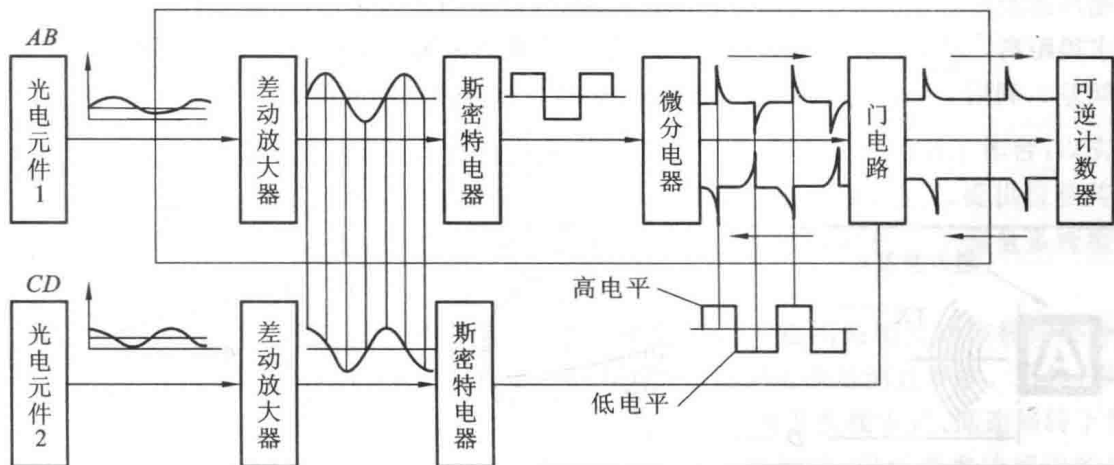 AB
光电元件1
差动放大器
斯密特电器
微分电器
门电路
可逆计数器
高电平
低电平
CD
光电元件2
差动放大器
斯密特电器